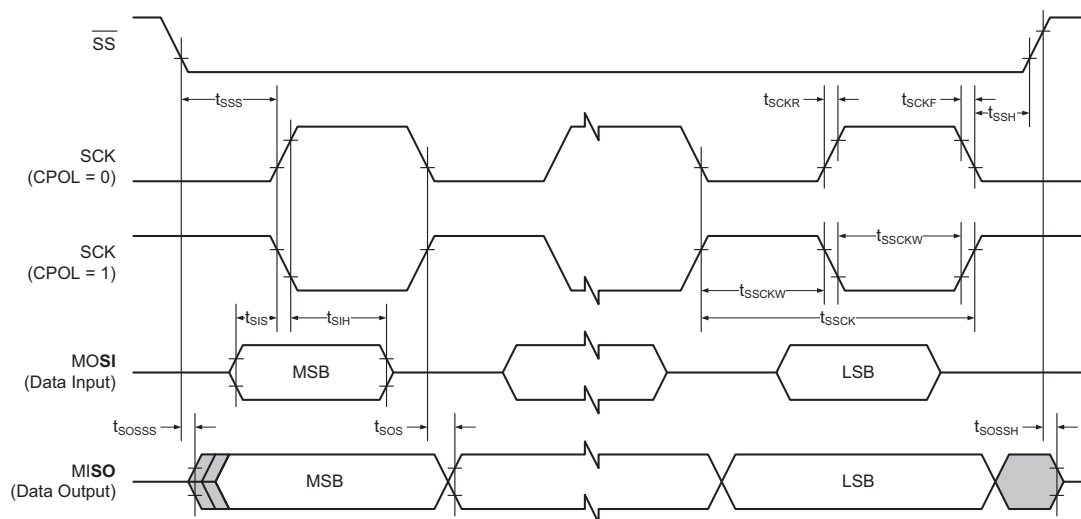 SS
tSSS
tSCKR
tSCKF
tSSH
SCK
(CPOL = 0)
SCK
(CPOL = 1)
tSSCKW
tSSCKW
tSSCK
tSIS
tSIH
MOSI
(Data Input)
MSB
LSB
tSOSSS
tSOS
tSOSSH
MISO
(Data Output)
MSB
LSB